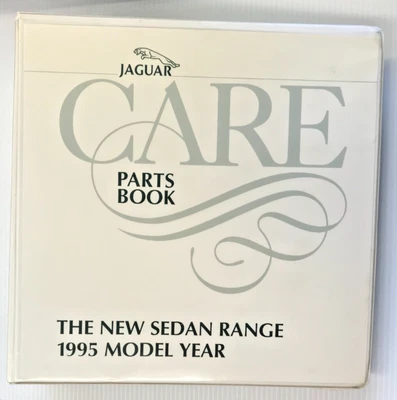 JAGUAR
CARE
PARTS
BOOK
THE NEW SEDAN RANGE
1995 MODEL YEAR